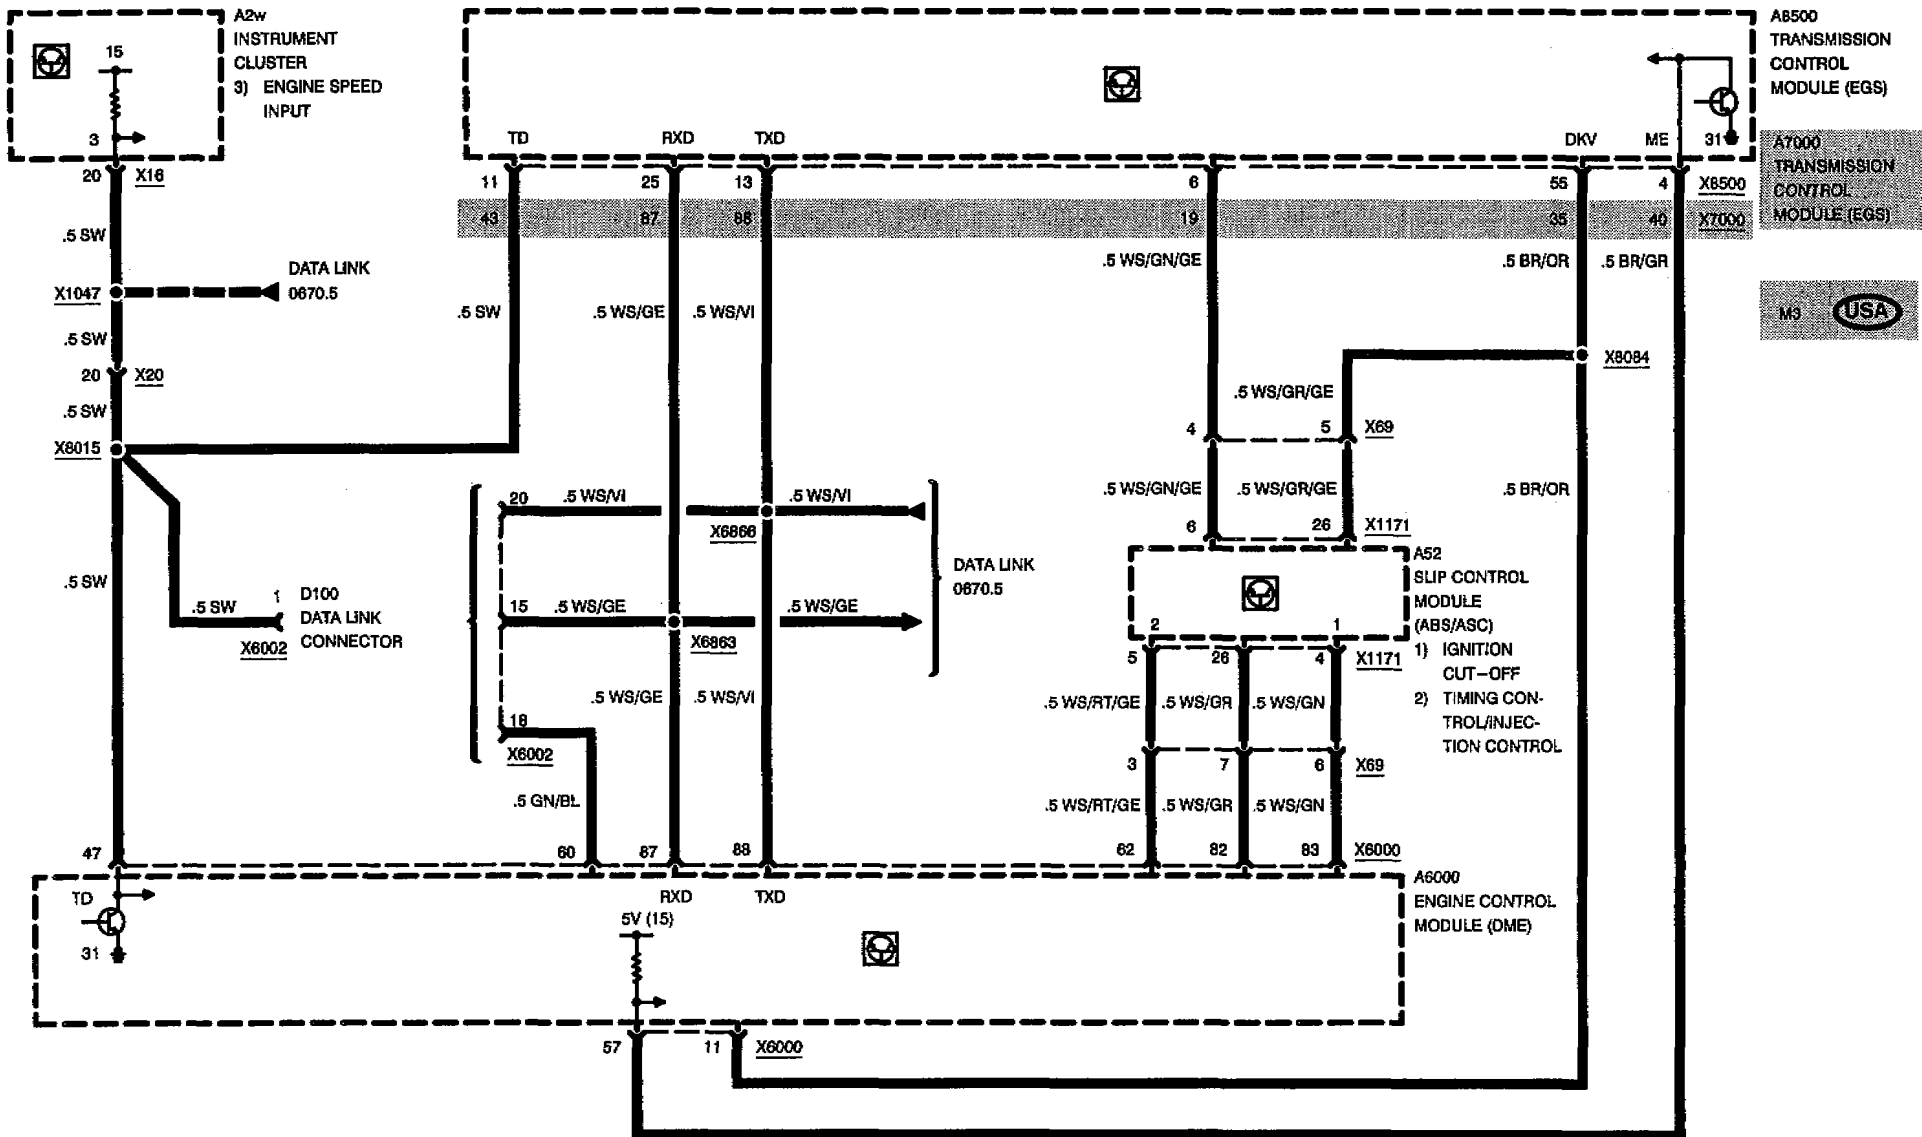 A2w
INSTRUMENT
CLUSTER
3) ENGINE SPEED
INPUT
15
3
20 X16
.5 SW
X1047
DATA LINK
0670.5
.5 SW
20 X20
.5 SW
X8015
.5 SW
1 D100
DATA LINK
CONNECTOR
.5 SW
X6002
A8500
TRANSMISSION
CONTROL
MODULE (EGS)
TD RXD TXD DKV ME 31
11 25 13 6 55 4 X8500
43 87 88 19 35 40 X7000
A7000
TRANSMISSION
CONTROL
MODULE (EGS)
M3 USA
.5 SW .5 WS/GE .5 WS/VI .5 WS/GN/GE .5 BR/OR .5 BR/GR
X8084
.5 WS/GR/GE
4 5 X69
.5 WS/GN/GE .5 WS/GR/GE .5 BR/OR
6 26 X1171
20 .5 WS/VI .5 WS/VI
X6866
15 .5 WS/GE .5 WS/GE
X6863
DATA LINK
0670.5
.5 WS/GE .5 WS/VI
18
X6002
.5 GN/BL
A52
SLIP CONTROL
MODULE
(ABS/ASC)
1) IGNITION
CUT-OFF
2) TIMING CON-
TROL/INJEC-
TION CONTROL
2 1
5 26 4 X1171
.5 WS/RT/GE .5 WS/GR .5 WS/GN
3 7 6 X69
.5 WS/RT/GE .5 WS/GR .5 WS/GN
47 60 87 88 62 82 83 X6000
A6000
ENGINE CONTROL
MODULE (DME)
TD RXD TXD
5V (15)
31
57 11 X6000